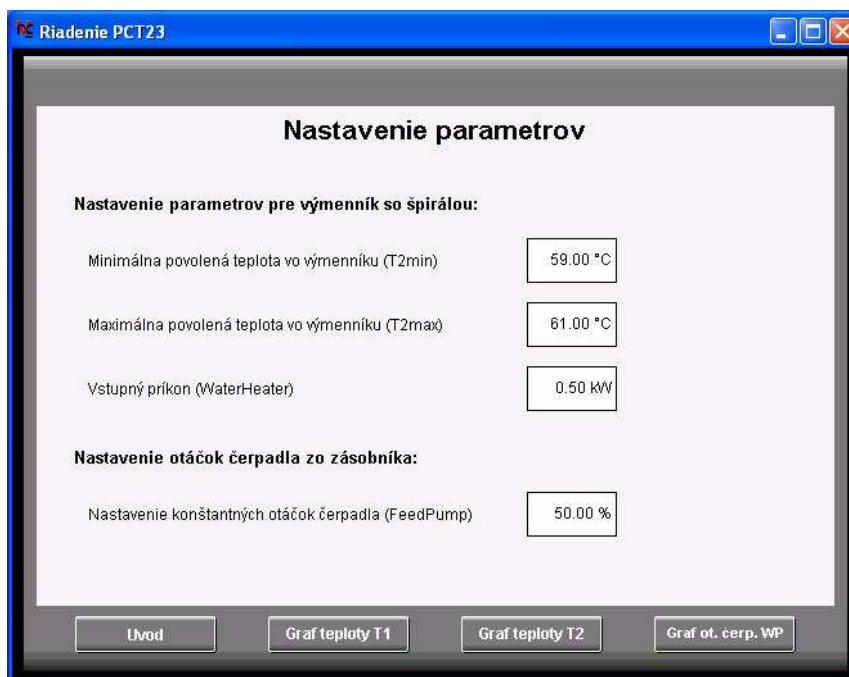 Riadenie PCT23
Nastavenie parametrov
Nastavenie parametrov pre výmenník so špirálou:
Minimálna povolená teplota vo výmenníku (T2min) 59.00 °C
Maximálna povolená teplota vo výmenníku (T2max) 61.00 °C
Vstupný príkon (WaterHeater) 0.50 kW
Nastavenie otáčok čerpadla zo zásobníka:
Nastavenie konštantných otáčok čerpadla (FeedPump) 50.00 %
Úvod Graf teploty T1 Graf teploty T2 Graf ot. čerp. WP